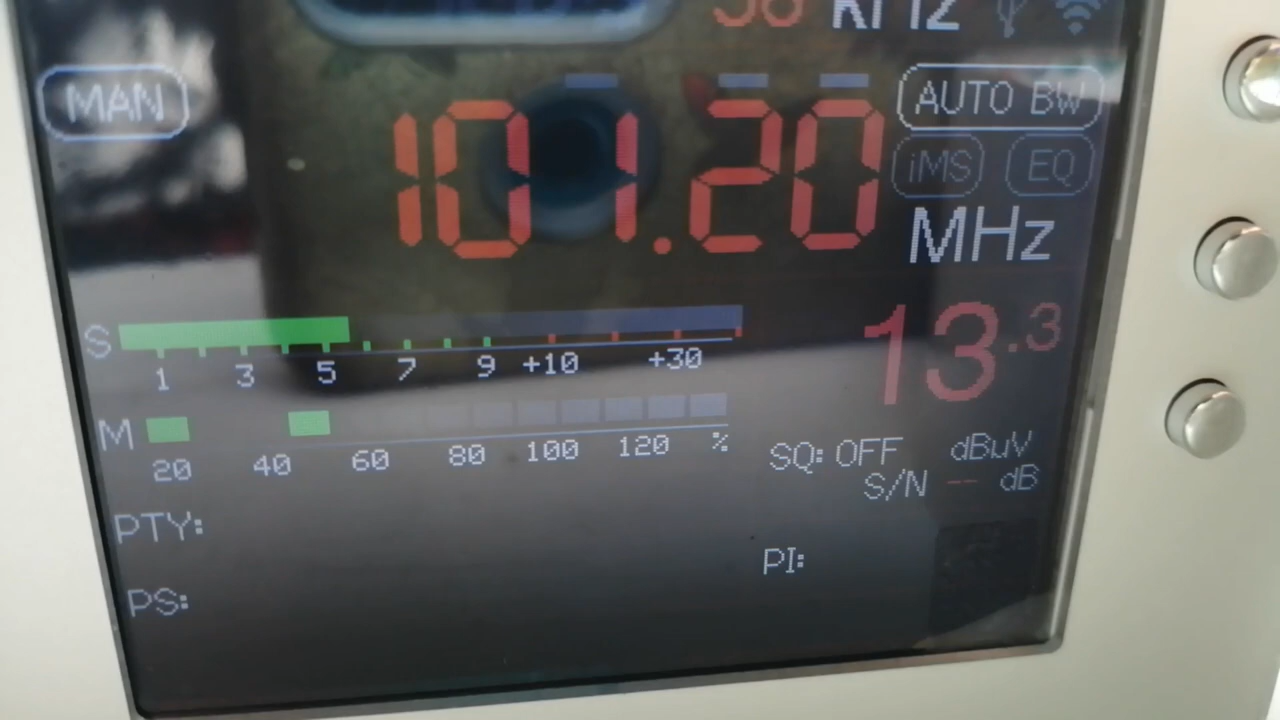 kHz
MAN
AUTO BW
101.20
iMS EQ
MHz
S
1 3 5 7 9 +10 +30
13.3
M
20 40 60 80 100 120 %
SQ: OFF dBuV
S/N -- dB
PTY:
PI:
PS: